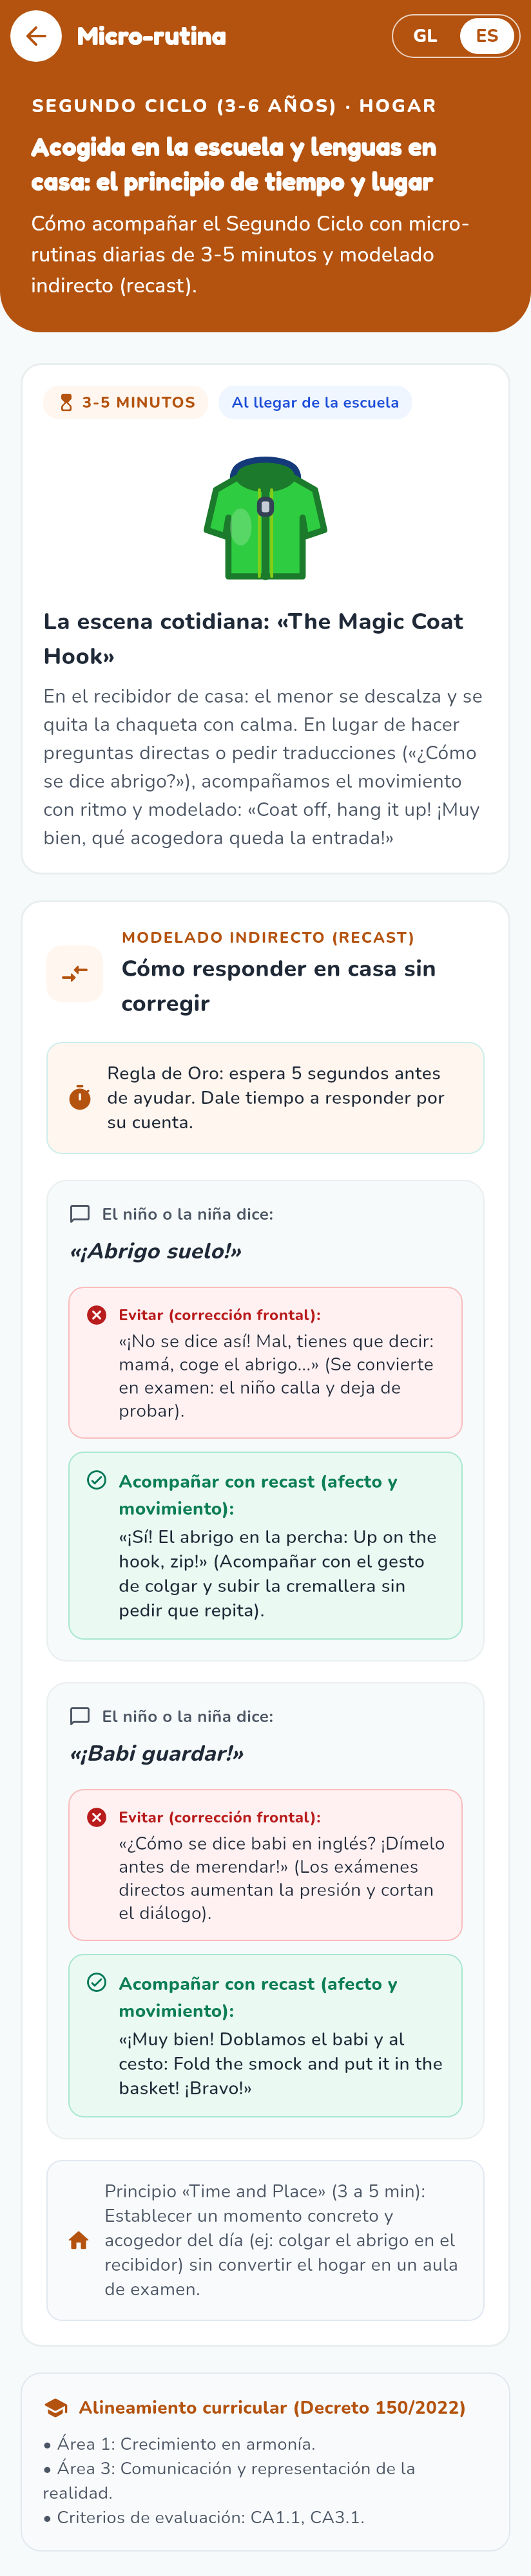 Micro-rutina
GL
ES
SEGUNDO CICLO (3-6 AÑOS) · HOGAR
Acogida en la escuela y lenguas en
casa: el principio de tiempo y lugar
Cómo acompañar el Segundo Ciclo con micro-
rutinas diarias de 3-5 minutos y modelado
indirecto (recast).
3-5 MINUTOS
Al llegar de la escuela
La escena cotidiana: «The Magic Coat
Hook»
En el recibidor de casa: el menor se descalza y se
quita la chaqueta con calma. En lugar de hacer
preguntas directas o pedir traducciones («¿Cómo
se dice abrigo?»), acompañamos el movimiento
con ritmo y modelado: «Coat off, hang it up! ¡Muy
bien, qué acogedora queda la entrada!»
MODELADO INDIRECTO (RECAST)
Cómo responder en casa sin
corregir
Regla de Oro: espera 5 segundos antes
de ayudar. Dale tiempo a responder por
su cuenta.
El niño o la niña dice:
«¡Abrigo suelo!»
Evitar (corrección frontal):
«¡No se dice así! Mal, tienes que decir:
mamá, coge el abrigo...» (Se convierte
en examen: el niño calla y deja de
probar).
Acompañar con recast (afecto y
movimiento):
«¡Sí! El abrigo en la percha: Up on the
hook, zip!» (Acompañar con el gesto
de colgar y subir la cremallera sin
pedir que repita).
El niño o la niña dice:
«¡Babi guardar!»
Evitar (corrección frontal):
«¿Cómo se dice babi en inglés? ¡Dímelo
antes de merendar!» (Los exámenes
directos aumentan la presión y cortan
el diálogo).
Acompañar con recast (afecto y
movimiento):
«¡Muy bien! Doblamos el babi y al
cesto: Fold the smock and put it in the
basket! ¡Bravo!»
Principio «Time and Place» (3 a 5 min):
Establecer un momento concreto y
acogedor del día (ej: colgar el abrigo en el
recibidor) sin convertir el hogar en un aula
de examen.
Alineamiento curricular (Decreto 150/2022)
• Área 1: Crecimiento en armonía.
• Área 3: Comunicación y representación de la
realidad.
• Criterios de evaluación: CA1.1, CA3.1.